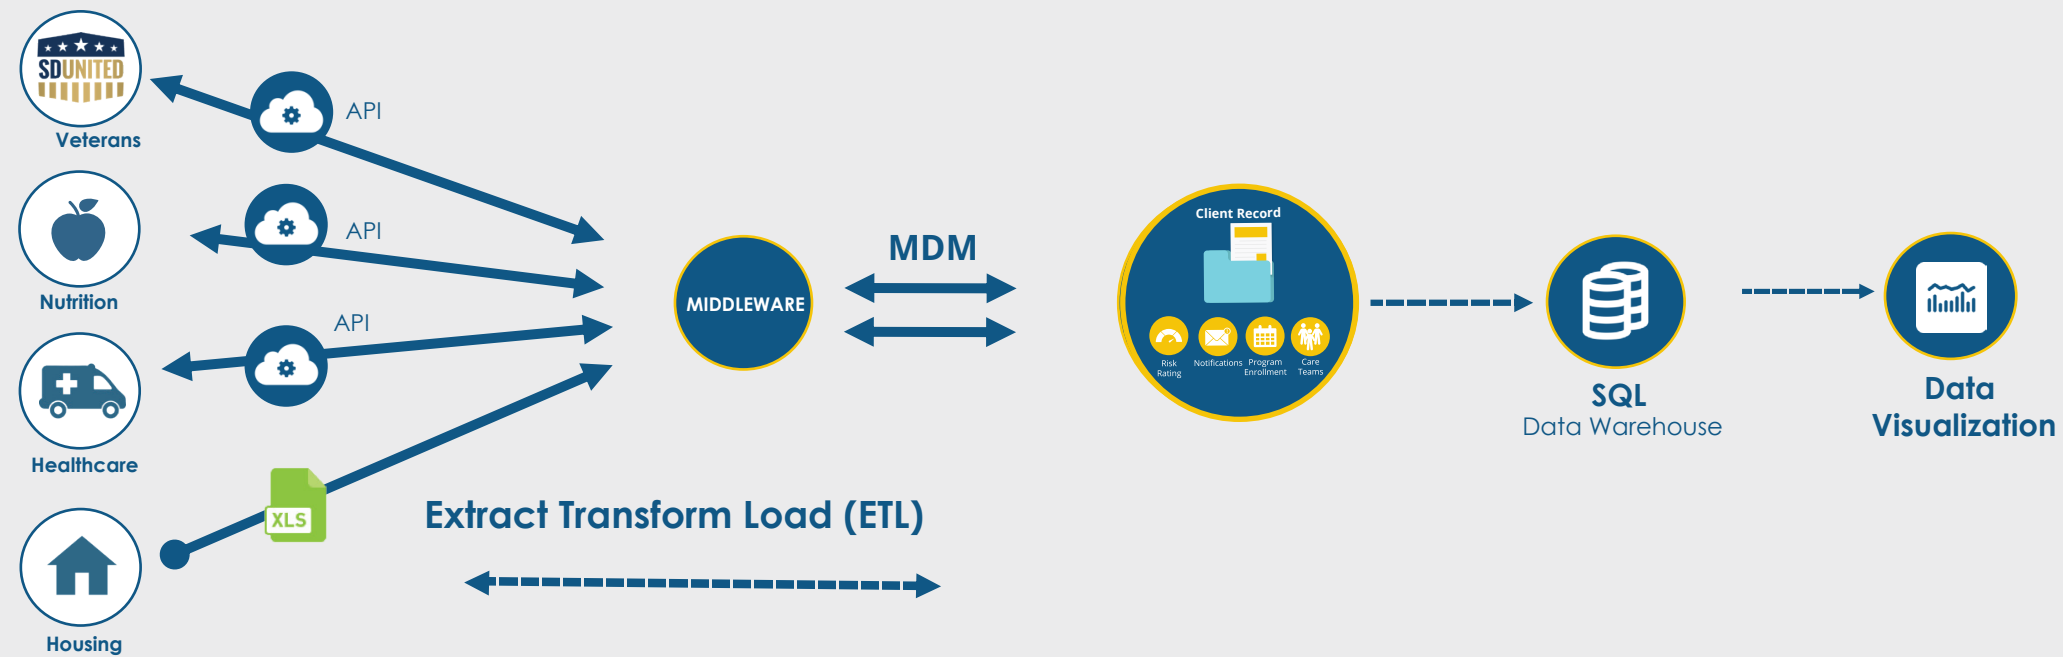 SDUNITED
Veterans
API
Nutrition
API
Healthcare
API
Housing
XLS
Extract Transform Load (ETL)
MIDDLEWARE
MDM
Client Record
Risk
Rating
Notifications
Program
Enrollment
Care
Teams
SQL
Data Warehouse
Data
Visualization